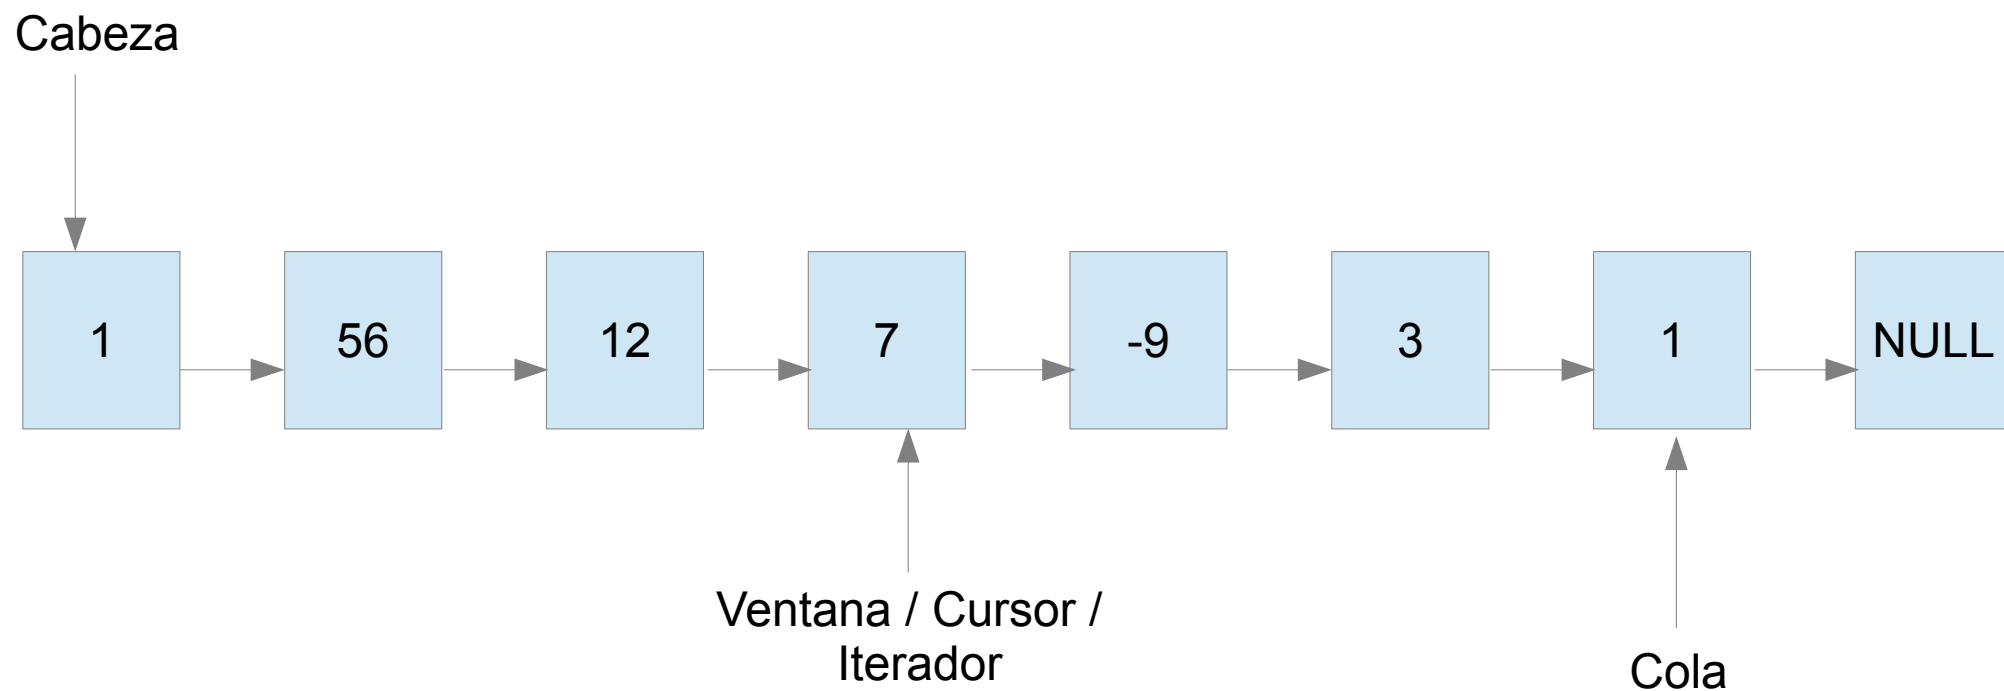 Cabeza
1 56 12 7 -9 3 1 NULL
Ventana / Cursor /
Iterador
Cola